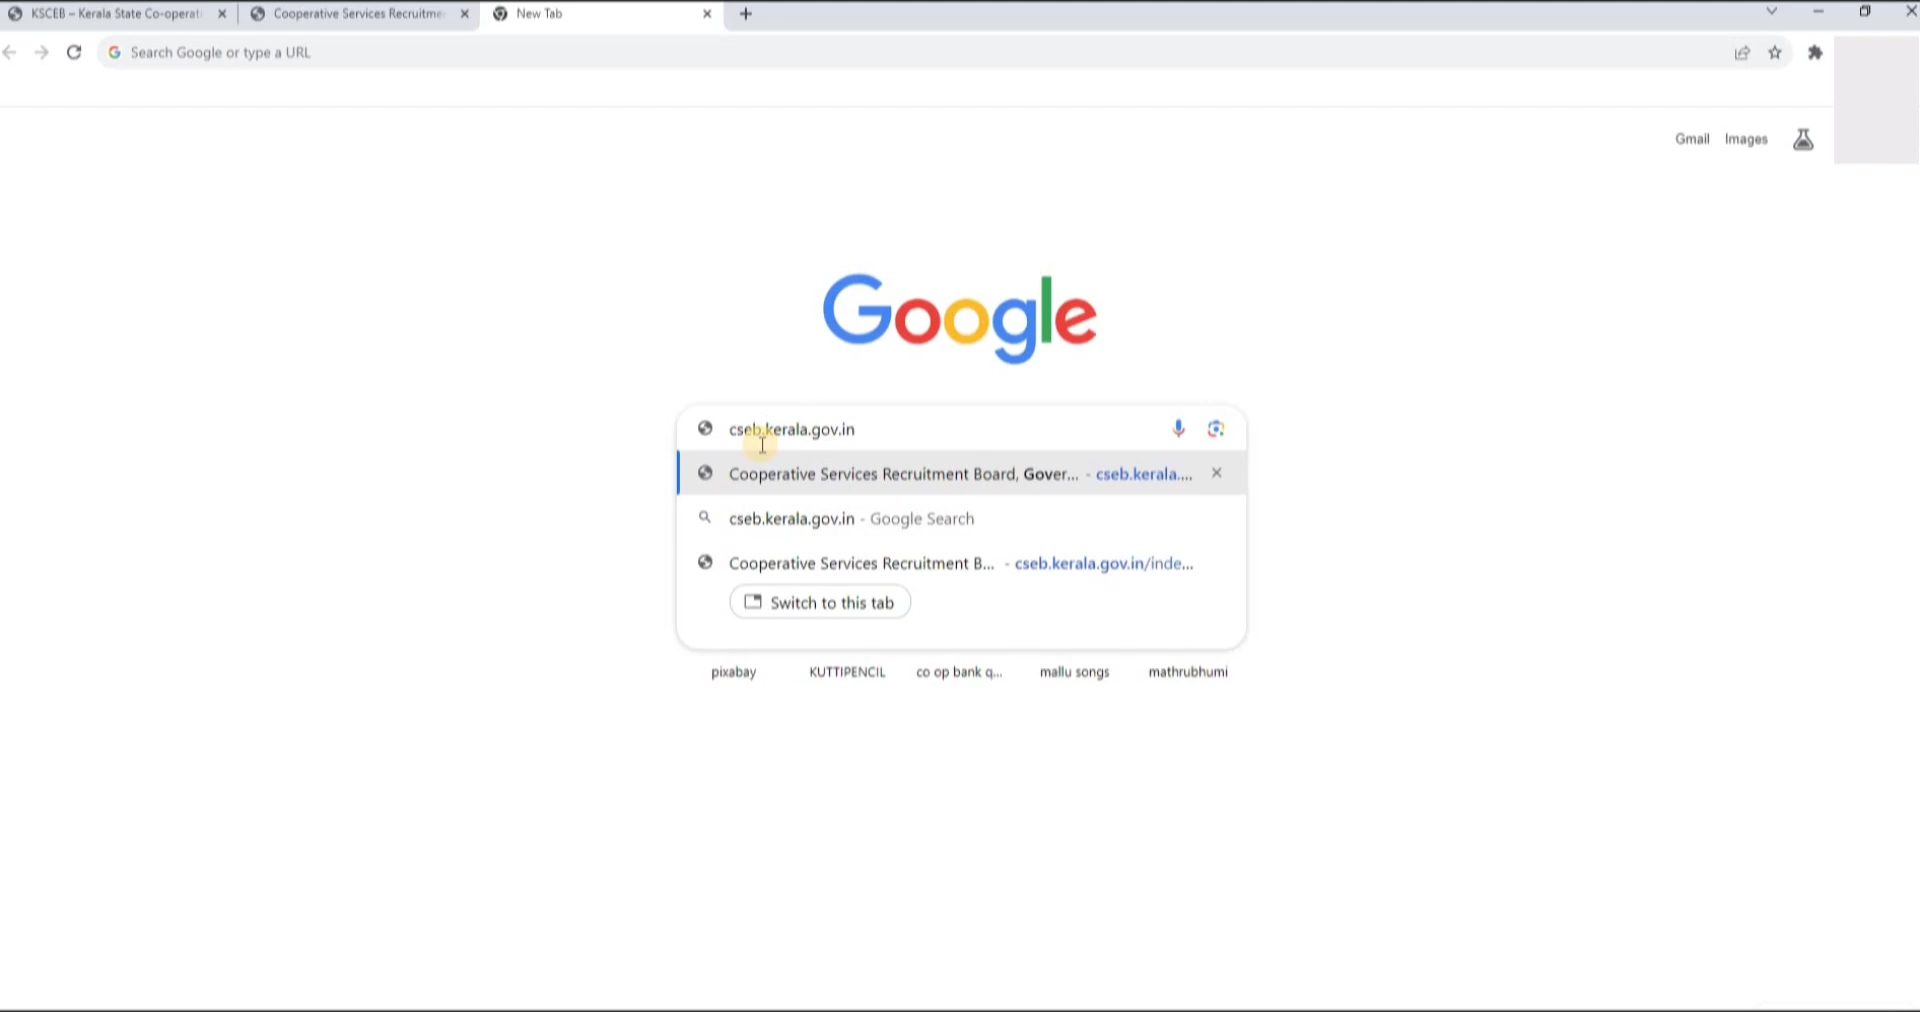 KSCEB – Kerala State Co-operati
Cooperative Services Recruitme
New Tab
Search Google or type a URL
Gmail Images
Google
cseb.kerala.gov.in
Cooperative Services Recruitment Board, Gover... - cseb.kerala....
cseb.kerala.gov.in - Google Search
Cooperative Services Recruitment B... - cseb.kerala.gov.in/inde...
Switch to this tab
pixabay KUTTIPENCIL co op bank q... mallu songs mathrubhumi